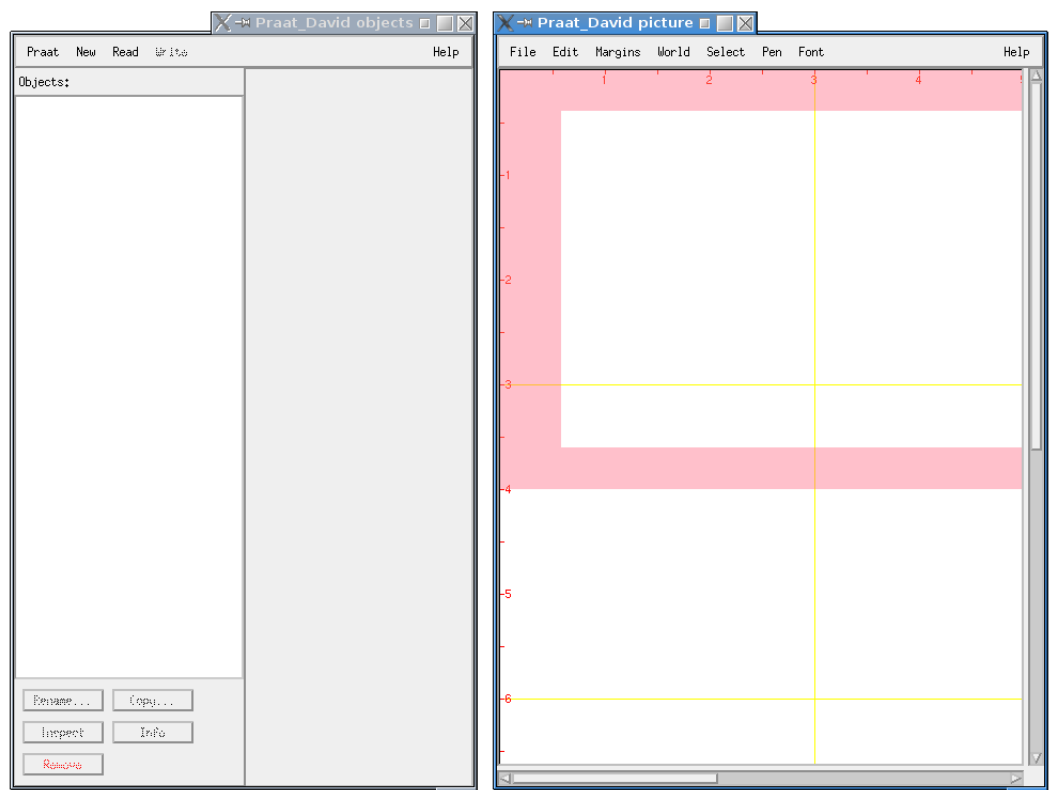 Praat_David objects
Praat New Read Write Help
Objects:
Rename... Copy...
Inspect Info
Remove
Praat_David picture
File Edit Margins World Select Pen Font Help
1 2 3 4 5
1
2
3
4
5
6